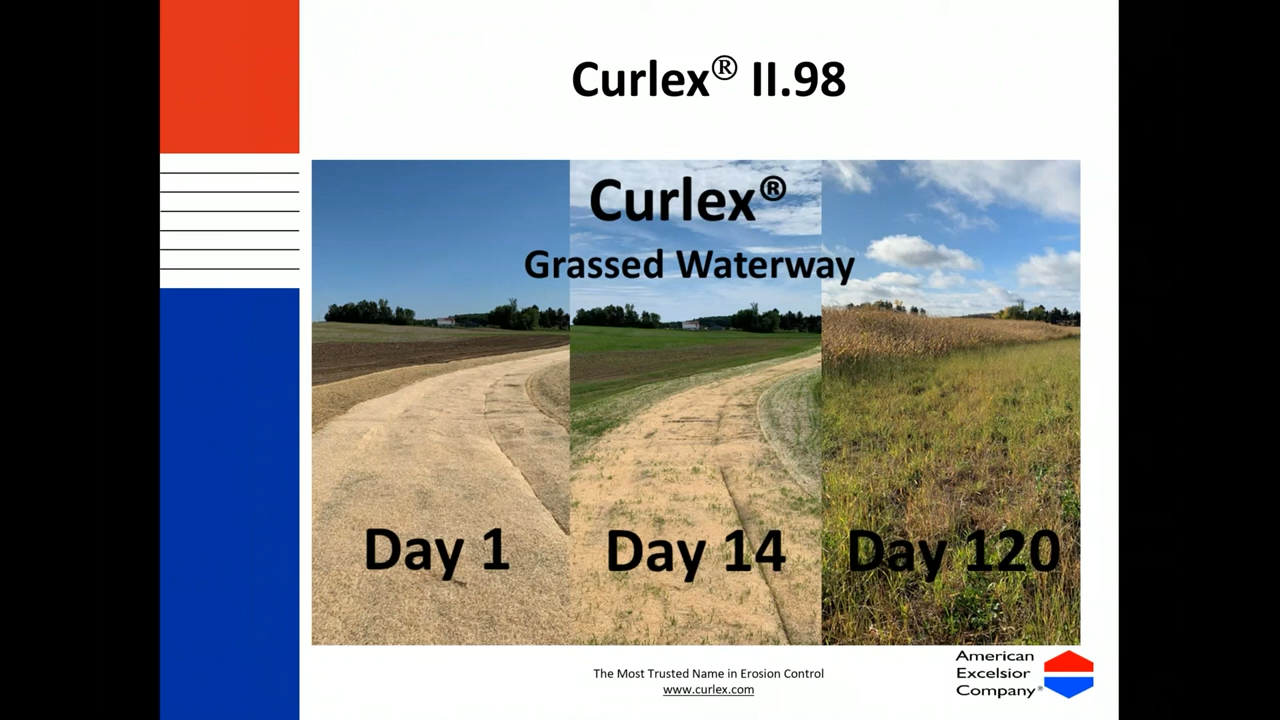 Curlex® II.98
Curlex®
Grassed Waterway
Day 1
Day 14
Day 120
The Most Trusted Name in Erosion Control
www.curlex.com
American
Excelsior
Company®